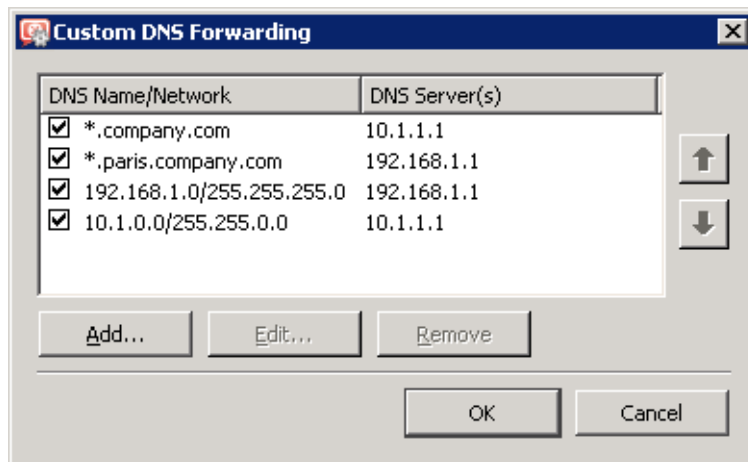 Custom DNS Forwarding
DNS Name/Network DNS Server(s)
*.company.com 10.1.1.1
*.paris.company.com 192.168.1.1
192.168.1.0/255.255.255.0 192.168.1.1
10.1.0.0/255.255.0.0 10.1.1.1
Add... Edit... Remove
OK Cancel